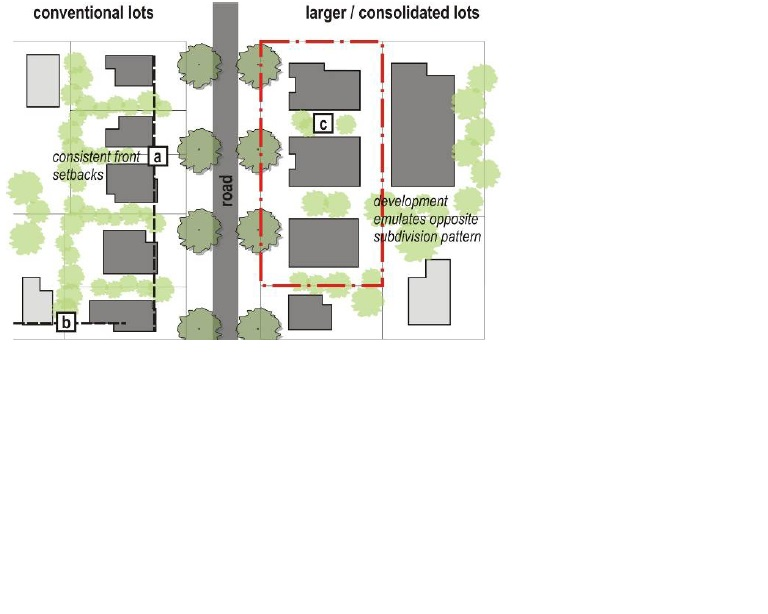 conventional lots
larger / consolidated lots
consistent front
setbacks
a
b
road
c
development
emulates opposite
subdivision pattern